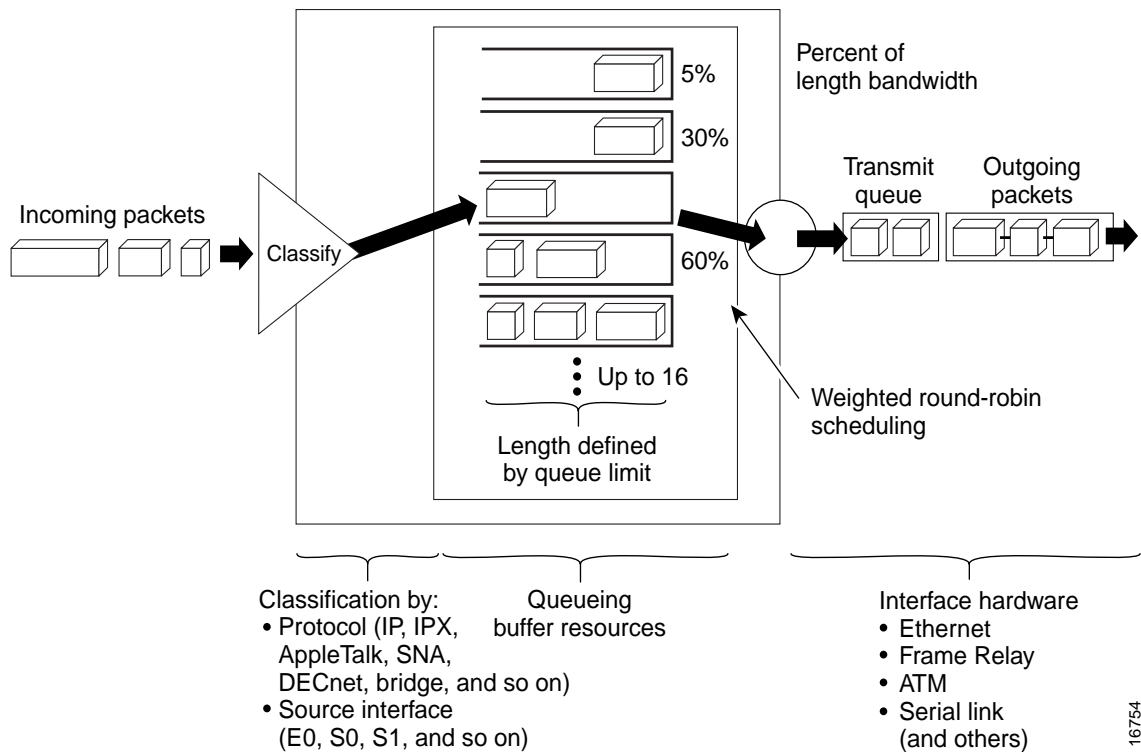 Percent of
length bandwidth
5%
30%
60%
Incoming packets
Classify
Transmit
queue
Outgoing
packets
Up to 16
Length defined
by queue limit
Weighted round-robin
scheduling
Classification by:
• Protocol (IP, IPX,
AppleTalk, SNA,
DECnet, bridge, and so on)
• Source interface
(E0, S0, S1, and so on)
Queueing
buffer resources
Interface hardware
• Ethernet
• Frame Relay
• ATM
• Serial link
(and others)
16754